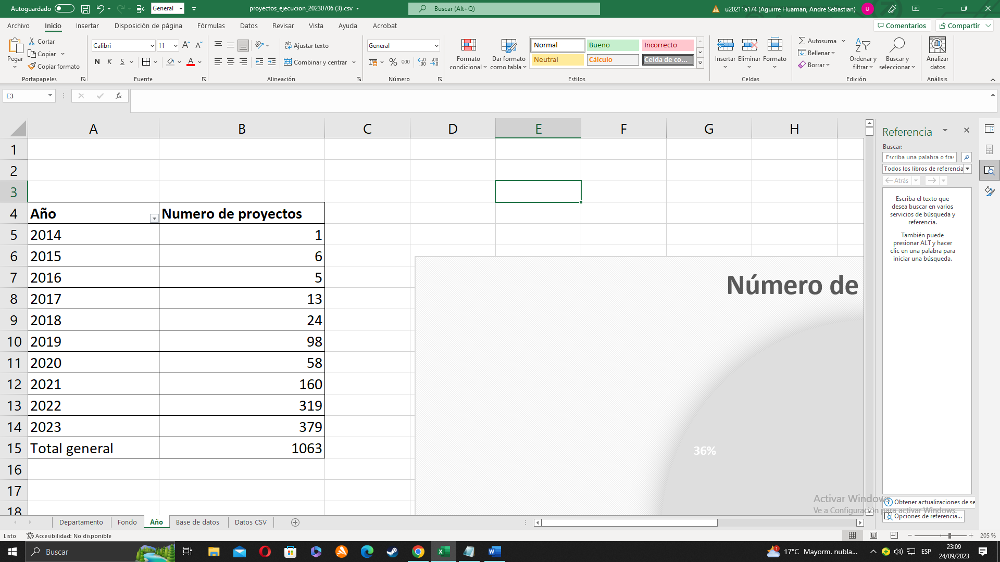 Autoguardado General proyectos_ejecucion_20230706 (3).csv Buscar (Alt+Q) u20211a174 (Aguirre Huaman, Andre Sebastian) U
Archivo Inicio Insertar Disposición de página Fórmulas Datos Revisar Vista Ayuda Acrobat Comentarios Compartir
Pegar
Cortar
Copiar
Copiar formato
Portapapeles
Calibri 11 A A
N K S A
Fuente
Ajustar texto
Combinar y centrar
Alineación
General
% 000
Número
Formato condicional
Dar formato como tabla
Normal Bueno Incorrecto
Neutral Cálculo Celda de co...
Estilos
Insertar Eliminar Formato
Celdas
Autosuma
Rellenar
Borrar
Ordenar y filtrar
Buscar y seleccionar
Edición
Analizar datos
Análisis
E3 fx
A B C D E F G H
1
2
3
4 Año Numero de proyectos
5 2014 1
6 2015 6
7 2016 5
8 2017 13
9 2018 24
10 2019 98
11 2020 58
12 2021 160
13 2022 319
14 2023 379
15 Total general 1063
16
17
18
Número de
36%
Referencia
Buscar:
Escriba una palabra o fra:
Todos los libros de referencia
Atrás
Escriba el texto que
desea buscar en varios
servicios de búsqueda y
referencia.
También puede
presionar ALT y hacer
clic en una palabra para
iniciar una búsqueda.
Activar Windows
Ve a Configuración para activar Windows.
Obtener actualizaciones de se
Opciones de referencia...
Departamento Fondo Año Base de datos Datos CSV
Listo Accesibilidad: No disponible 205 %
Buscar 17°C Mayorm. nubla... ESP 23:09
24/09/2023